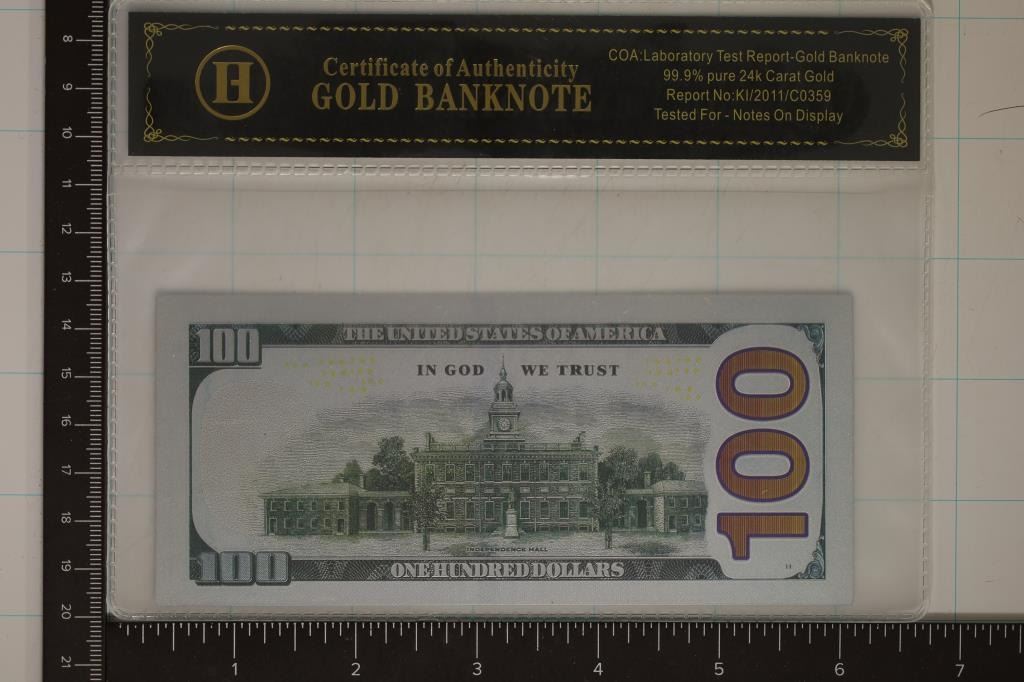 H
Certificate of Authenticity
GOLD BANKNOTE
COA:Laboratory Test Report-Gold Banknote
99.9% pure 24k Carat Gold
Report No:KI/2011/C0359
Tested For - Notes On Display
100
THE UNITED STATES OF AMERICA
IN GOD WE TRUST
100
INDEPENDENCE HALL
100
ONE HUNDRED DOLLARS
8
9
10
11
12
13
14
15
16
17
18
19
20
21
1 2 3 4 5 6 7